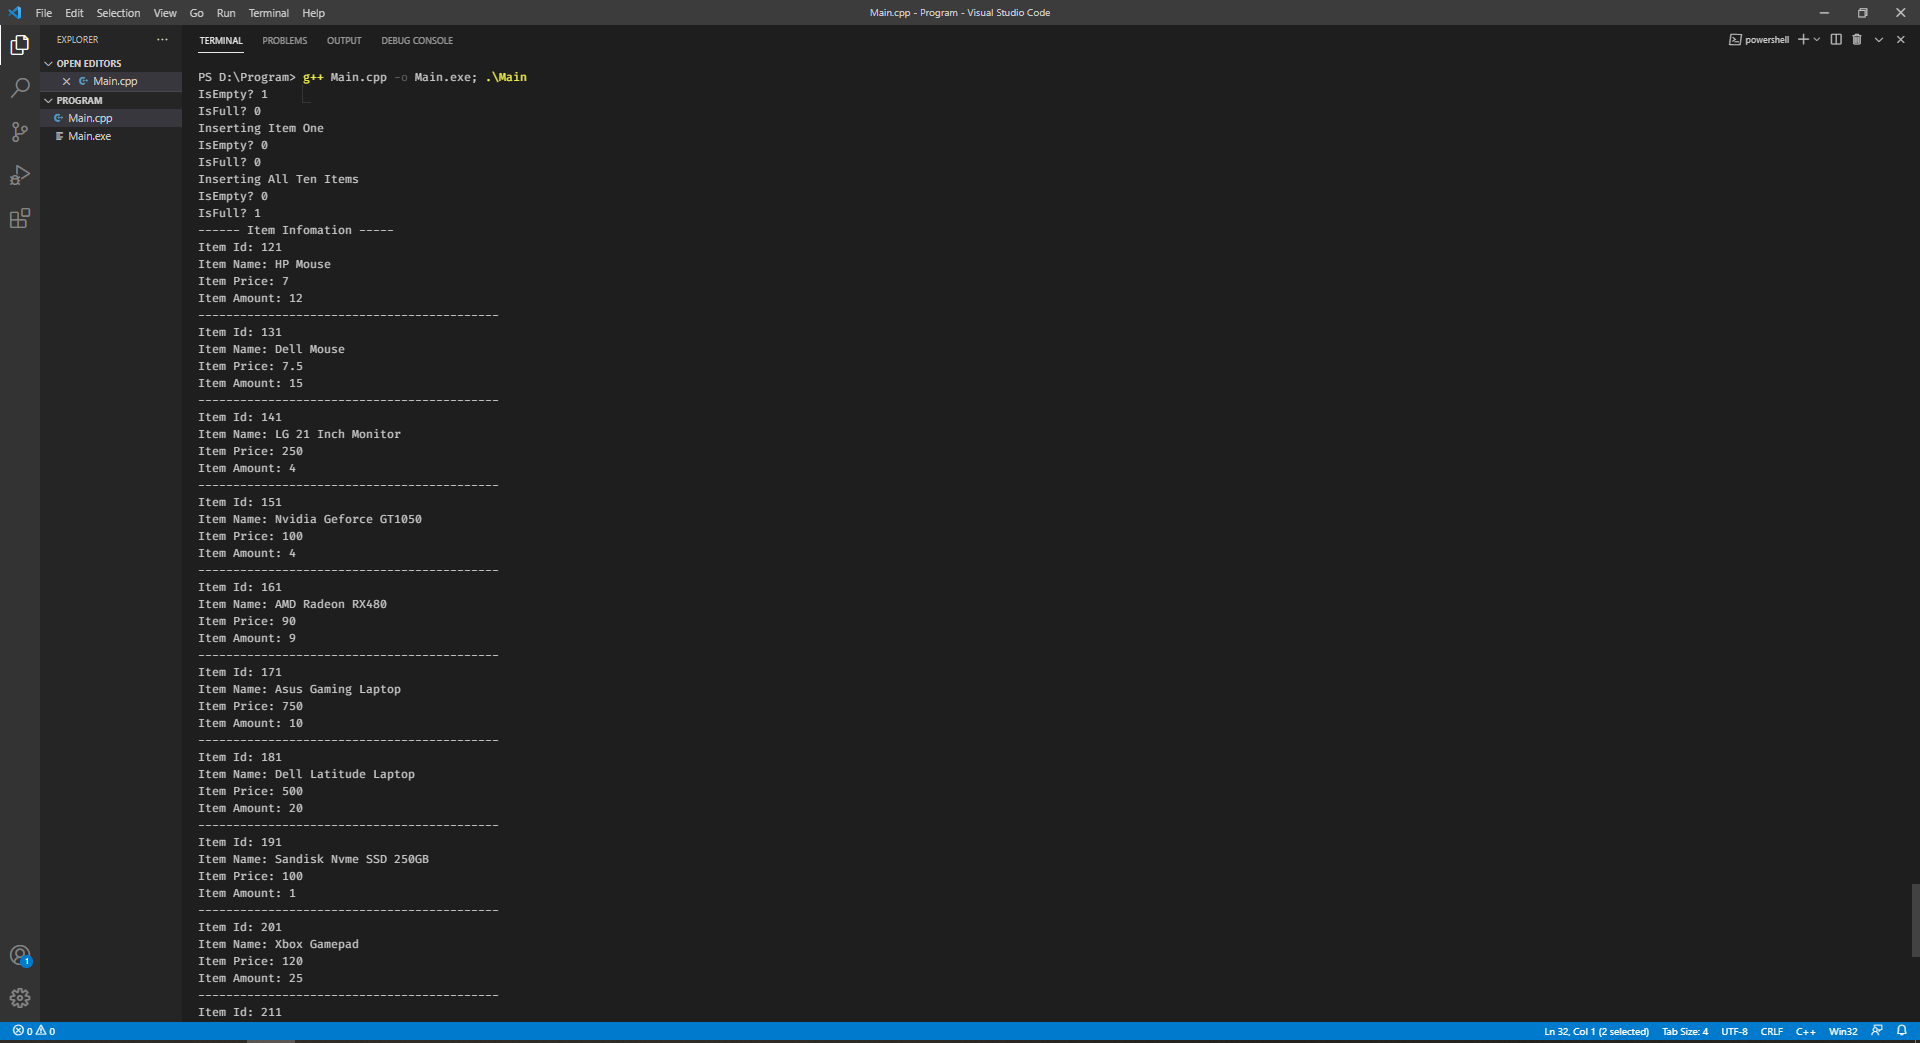 File Edit Selection View Go Run Terminal Help
Main.cpp - Program - Visual Studio Code
EXPLORER
OPEN EDITORS
Main.cpp
PROGRAM
Main.cpp
Main.exe
TERMINAL PROBLEMS OUTPUT DEBUG CONSOLE
powershell
PS D:\Program> g++ Main.cpp -o Main.exe; .\Main
IsEmpty? 1
IsFull? 0
Inserting Item One
IsEmpty? 0
IsFull? 0
Inserting All Ten Items
IsEmpty? 0
IsFull? 1
------ Item Infomation -----
Item Id: 121
Item Name: HP Mouse
Item Price: 7
Item Amount: 12
-------------------------------------------
Item Id: 131
Item Name: Dell Mouse
Item Price: 7.5
Item Amount: 15
-------------------------------------------
Item Id: 141
Item Name: LG 21 Inch Monitor
Item Price: 250
Item Amount: 4
-------------------------------------------
Item Id: 151
Item Name: Nvidia Geforce GT1050
Item Price: 100
Item Amount: 4
-------------------------------------------
Item Id: 161
Item Name: AMD Radeon RX480
Item Price: 90
Item Amount: 9
-------------------------------------------
Item Id: 171
Item Name: Asus Gaming Laptop
Item Price: 750
Item Amount: 10
-------------------------------------------
Item Id: 181
Item Name: Dell Latitude Laptop
Item Price: 500
Item Amount: 20
-------------------------------------------
Item Id: 191
Item Name: Sandisk Nvme SSD 250GB
Item Price: 100
Item Amount: 1
-------------------------------------------
Item Id: 201
Item Name: Xbox Gamepad
Item Price: 120
Item Amount: 25
-------------------------------------------
Item Id: 211
1
0 0
Ln 32, Col 1 (2 selected) Tab Size: 4 UTF-8 CRLF C++ Win32